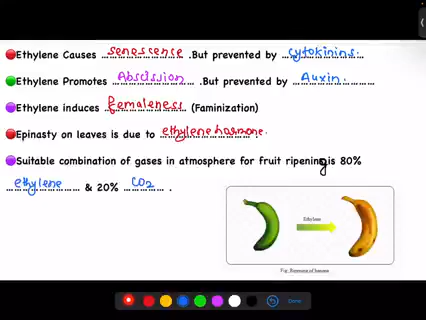 Ethylene Causes senescence .But prevented by cytokinins.
Ethylene Promotes Abscission .But prevented by Auxin.
Ethylene induces femaleness (Faminization)
Epinasty on leaves is due to ethylene hormone.
Suitable combination of gases in atmosphere for fruit ripening is 80%
ethylene & 20% CO2 .
Ethylene
Fig. Ripening of banana
Done